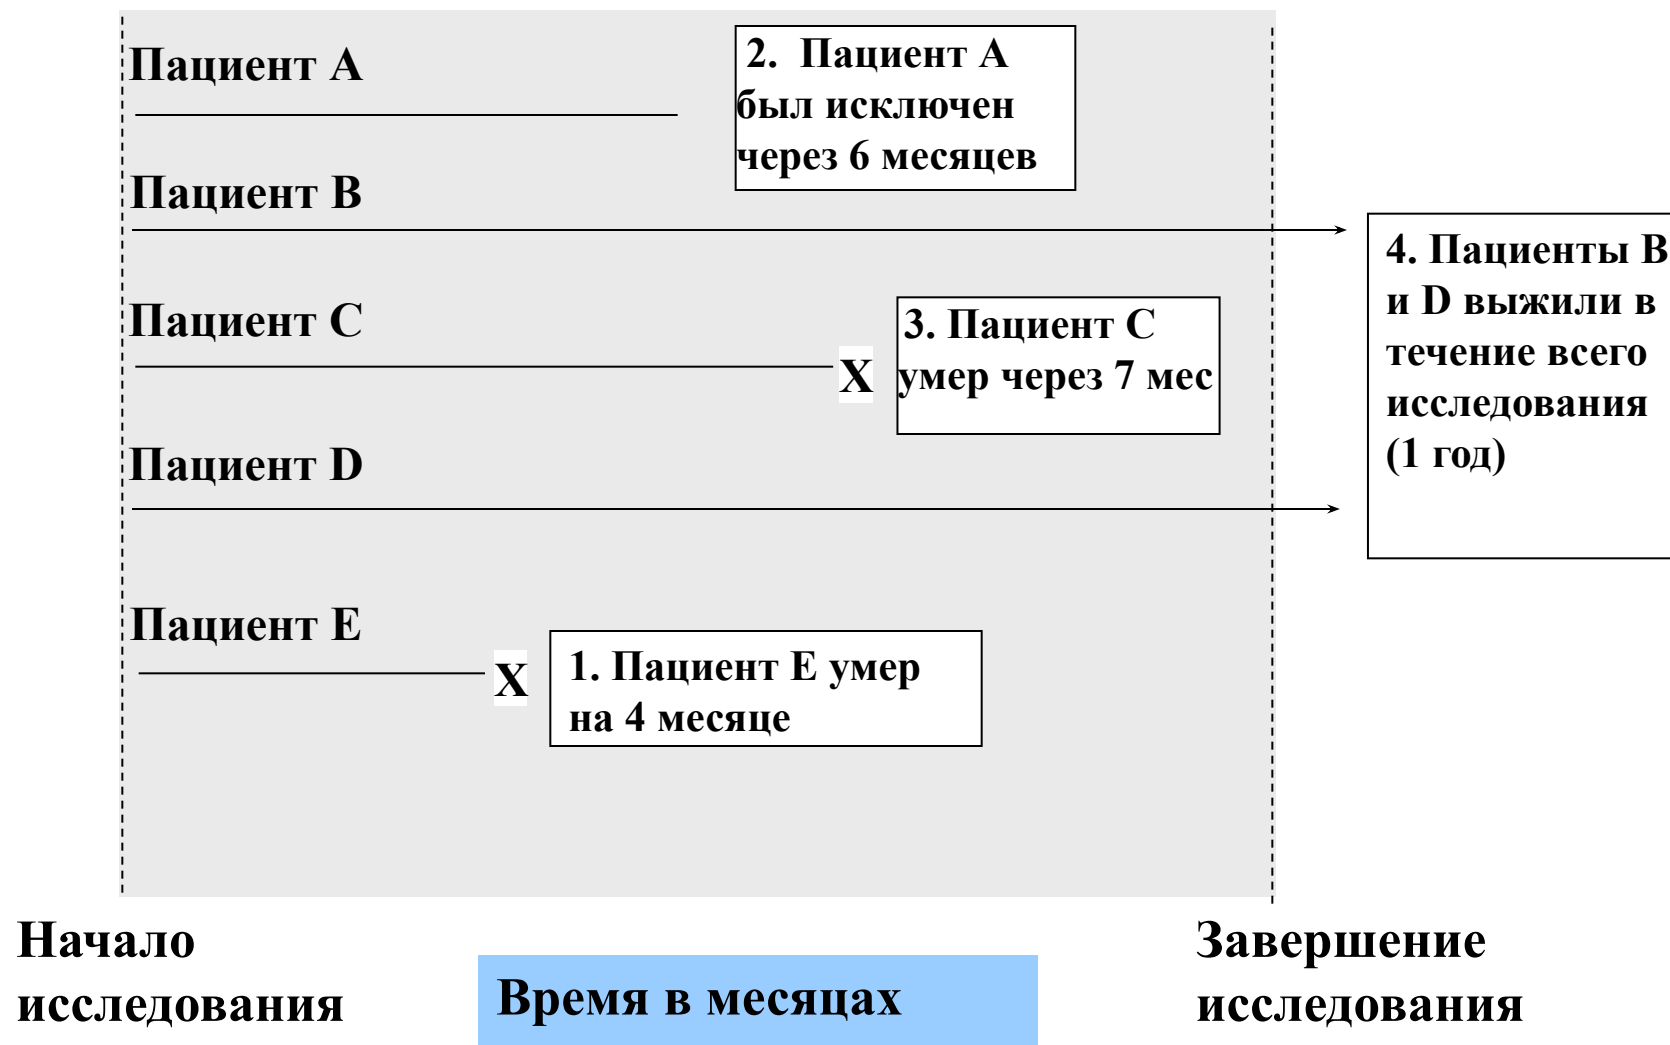 Пациент A
2. Пациент A
был исключен
через 6 месяцев
Пациент B
4. Пациенты B
и D выжили в
течение всего
исследования
(1 год)
Пациент C
3. Пациент C
умер через 7 мес
X
Пациент D
Пациент E
X
1. Пациент E умер
на 4 месяце
Начало
исследования
Время в месяцах
Завершение
исследования